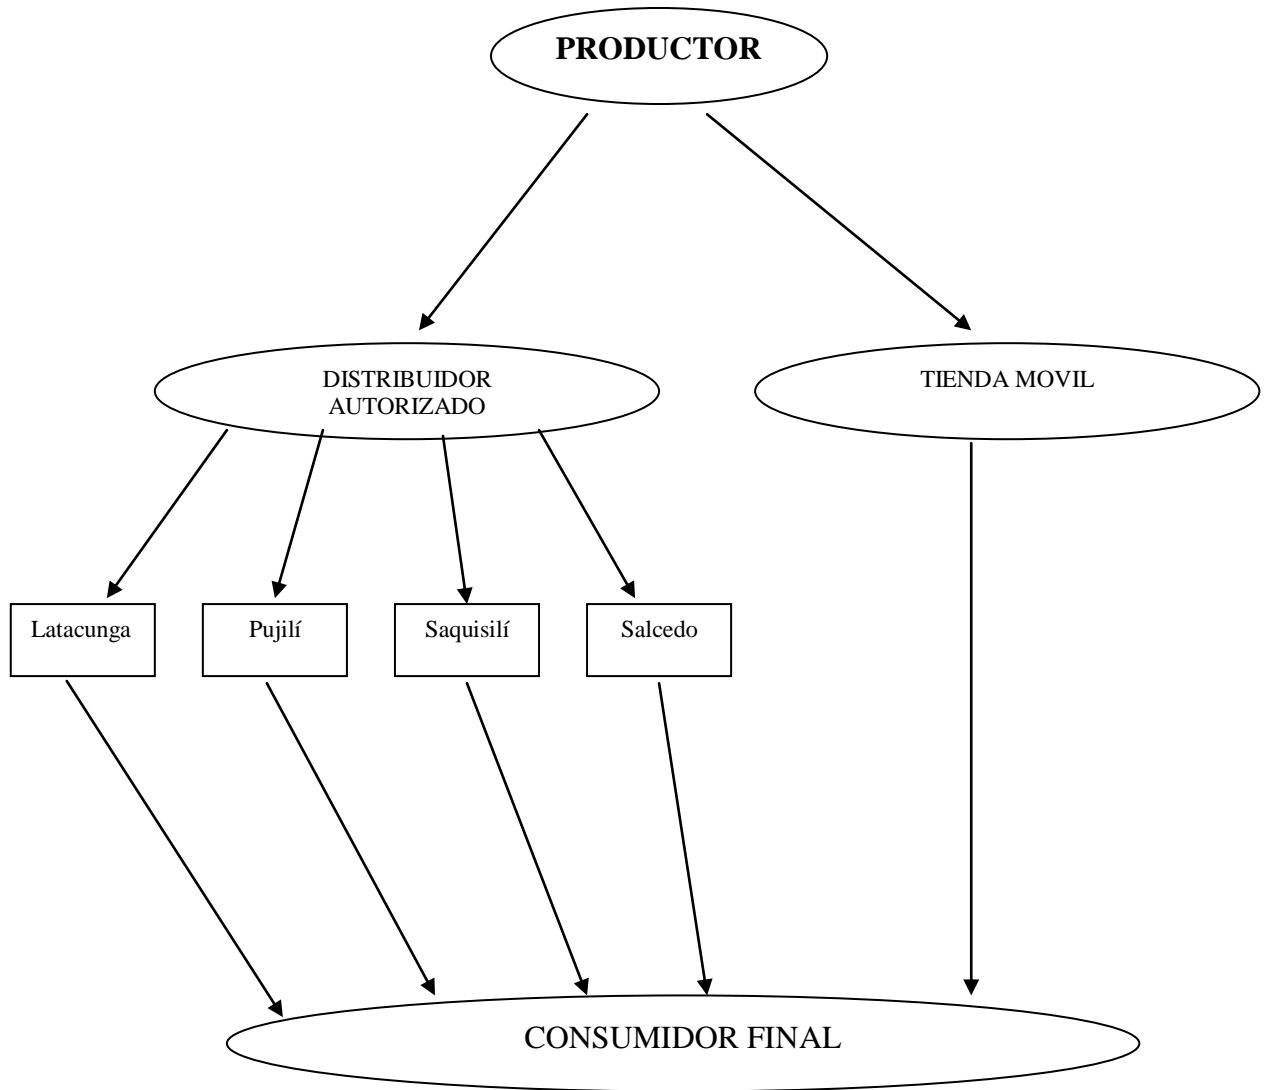 PRODUCTOR
DISTRIBUIDOR
AUTORIZADO
TIENDA MOVIL
Latacunga
Pujilí
Saquisilí
Salcedo
CONSUMIDOR FINAL